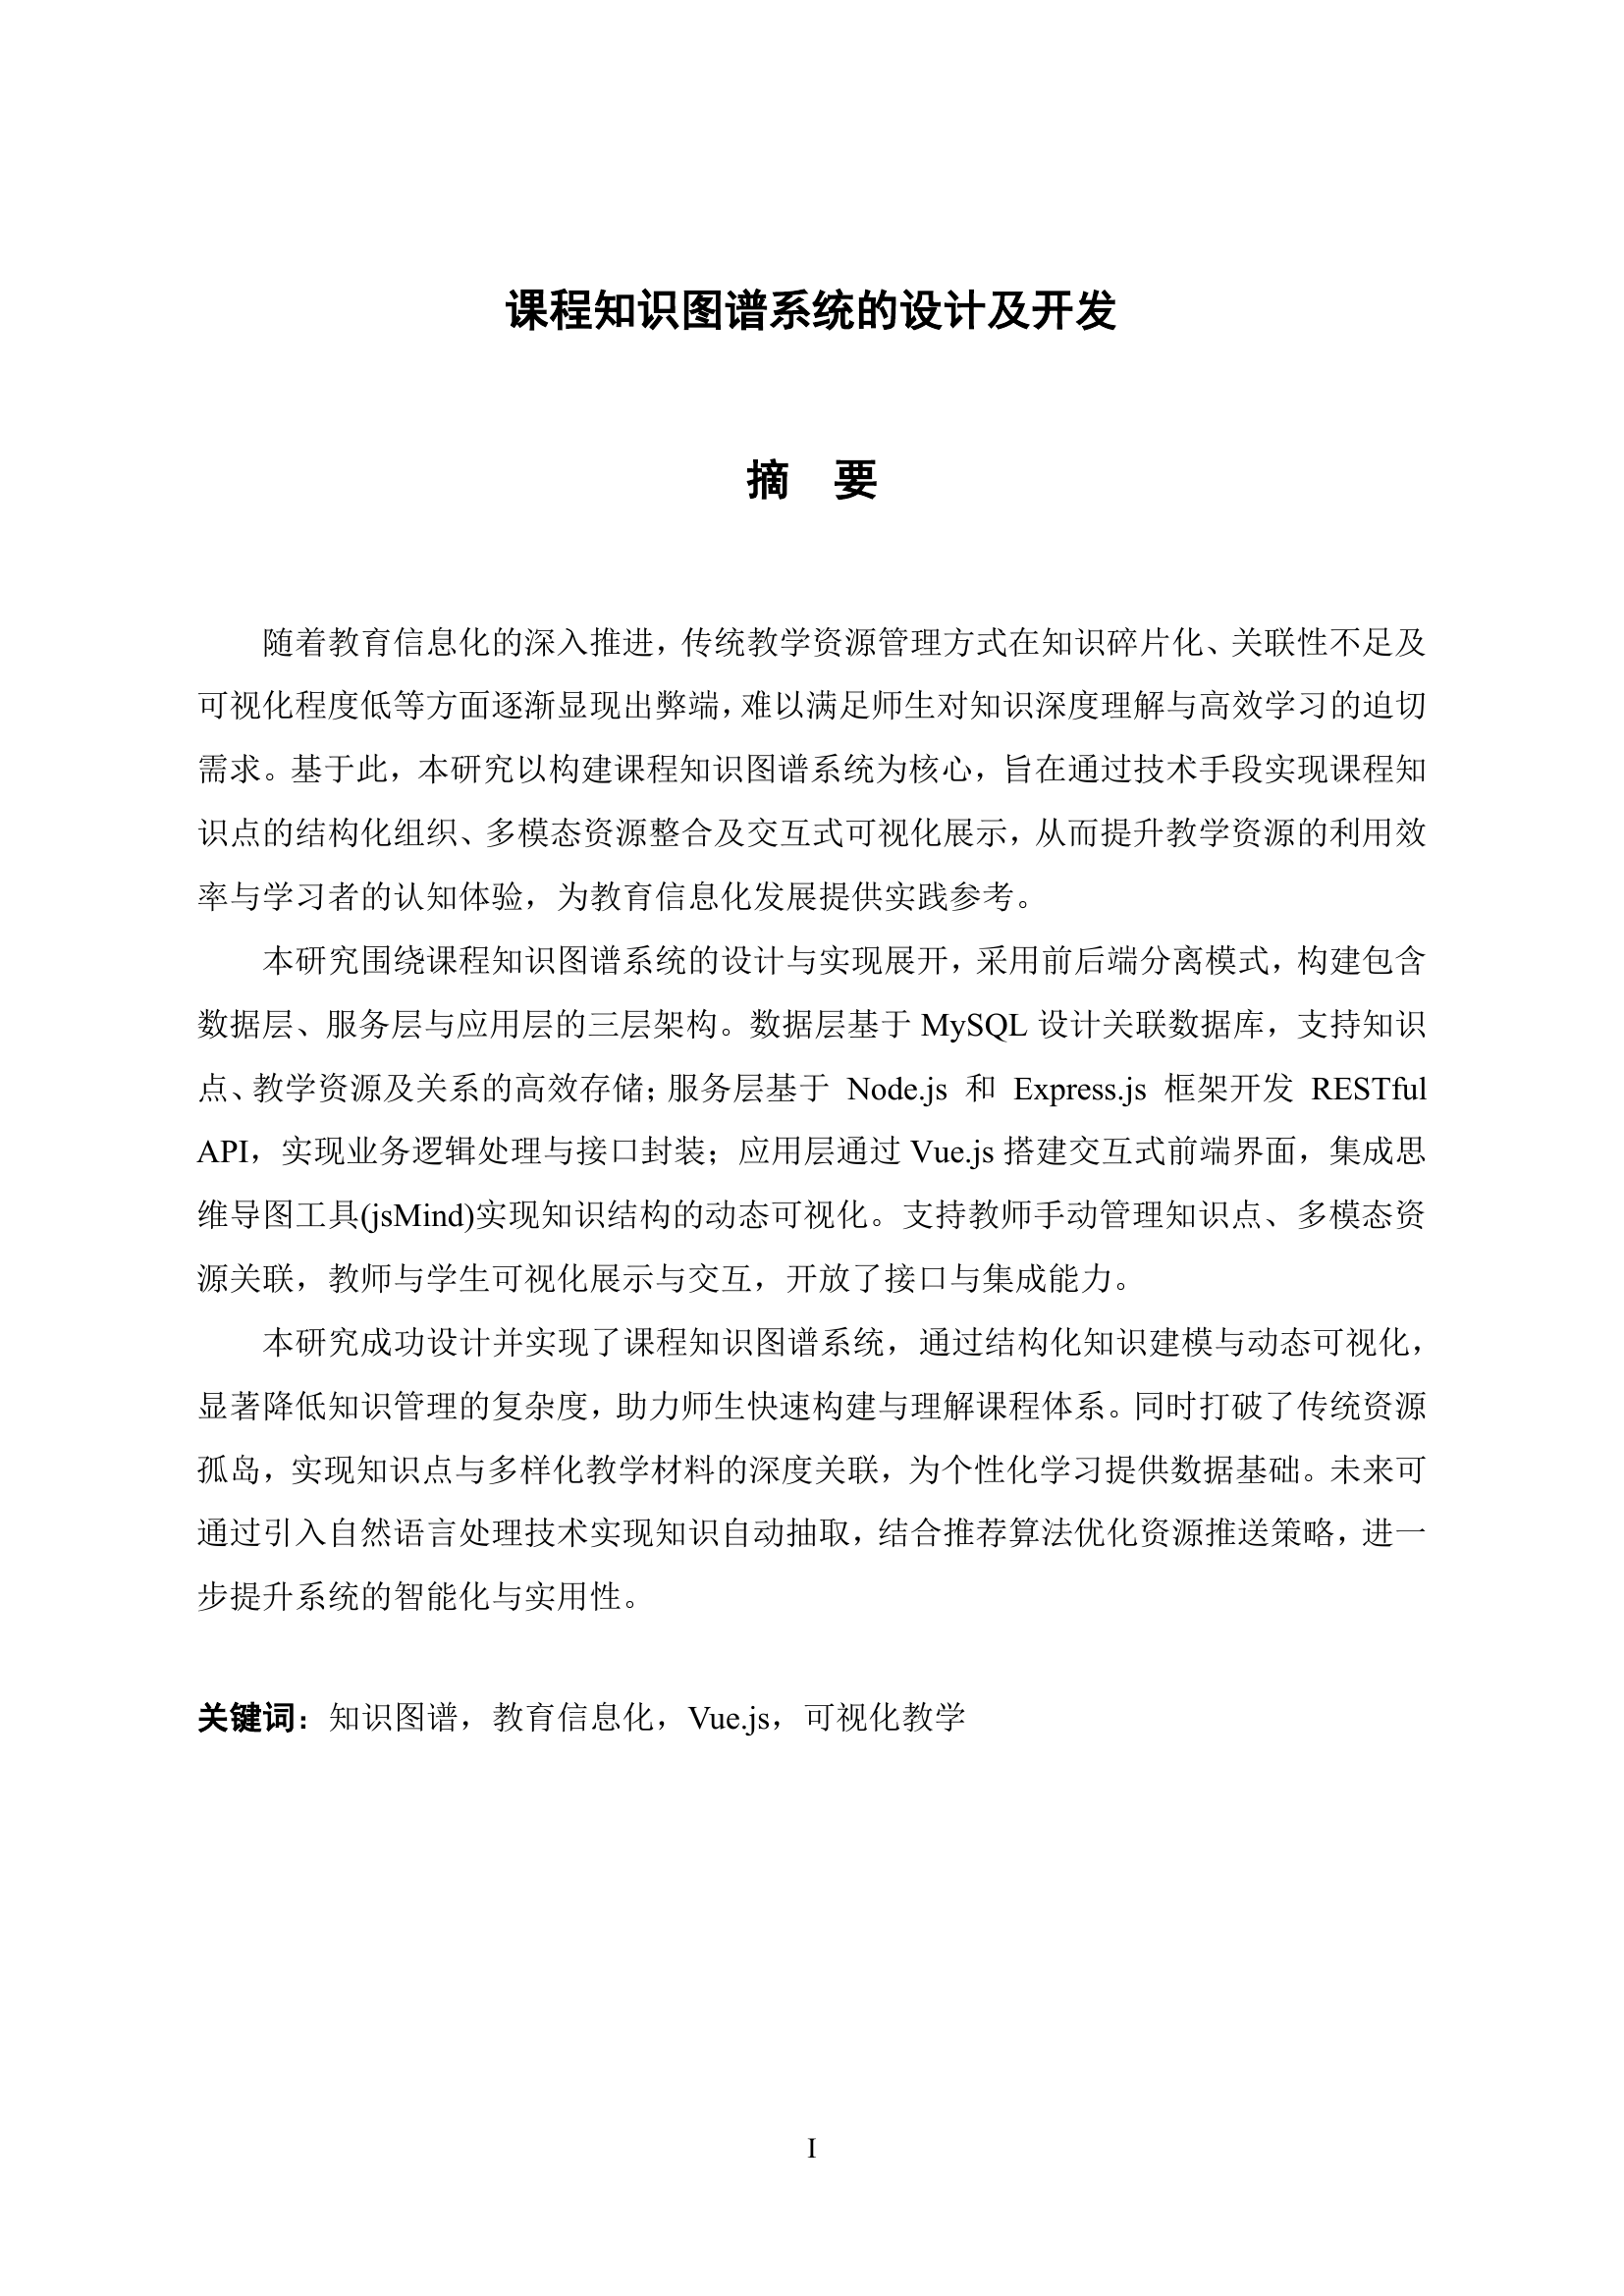 课程知识图谱系统的设计及开发
摘 要
随着教育信息化的深入推进，传统教学资源管理方式在知识碎片化、关联性不足及
可视化程度低等方面逐渐显现出弊端，难以满足师生对知识深度理解与高效学习的迫切
需求。基于此，本研究以构建课程知识图谱系统为核心，旨在通过技术手段实现课程知
识点的结构化组织、多模态资源整合及交互式可视化展示，从而提升教学资源的利用效
率与学习者的认知体验，为教育信息化发展提供实践参考。
本研究围绕课程知识图谱系统的设计与实现展开，采用前后端分离模式，构建包含
数据层、服务层与应用层的三层架构。数据层基于 MySQL 设计关联数据库，支持知识
点、教学资源及关系的高效存储；服务层基于 Node.js 和 Express.js 框架开发 RESTful
API，实现业务逻辑处理与接口封装；应用层通过 Vue.js 搭建交互式前端界面，集成思
维导图工具(jsMind)实现知识结构的动态可视化。支持教师手动管理知识点、多模态资
源关联，教师与学生可视化展示与交互，开放了接口与集成能力。
本研究成功设计并实现了课程知识图谱系统，通过结构化知识建模与动态可视化，
显著降低知识管理的复杂度，助力师生快速构建与理解课程体系。同时打破了传统资源
孤岛，实现知识点与多样化教学材料的深度关联，为个性化学习提供数据基础。未来可
通过引入自然语言处理技术实现知识自动抽取，结合推荐算法优化资源推送策略，进一
步提升系统的智能化与实用性。
关键词：知识图谱，教育信息化，Vue.js，可视化教学
I